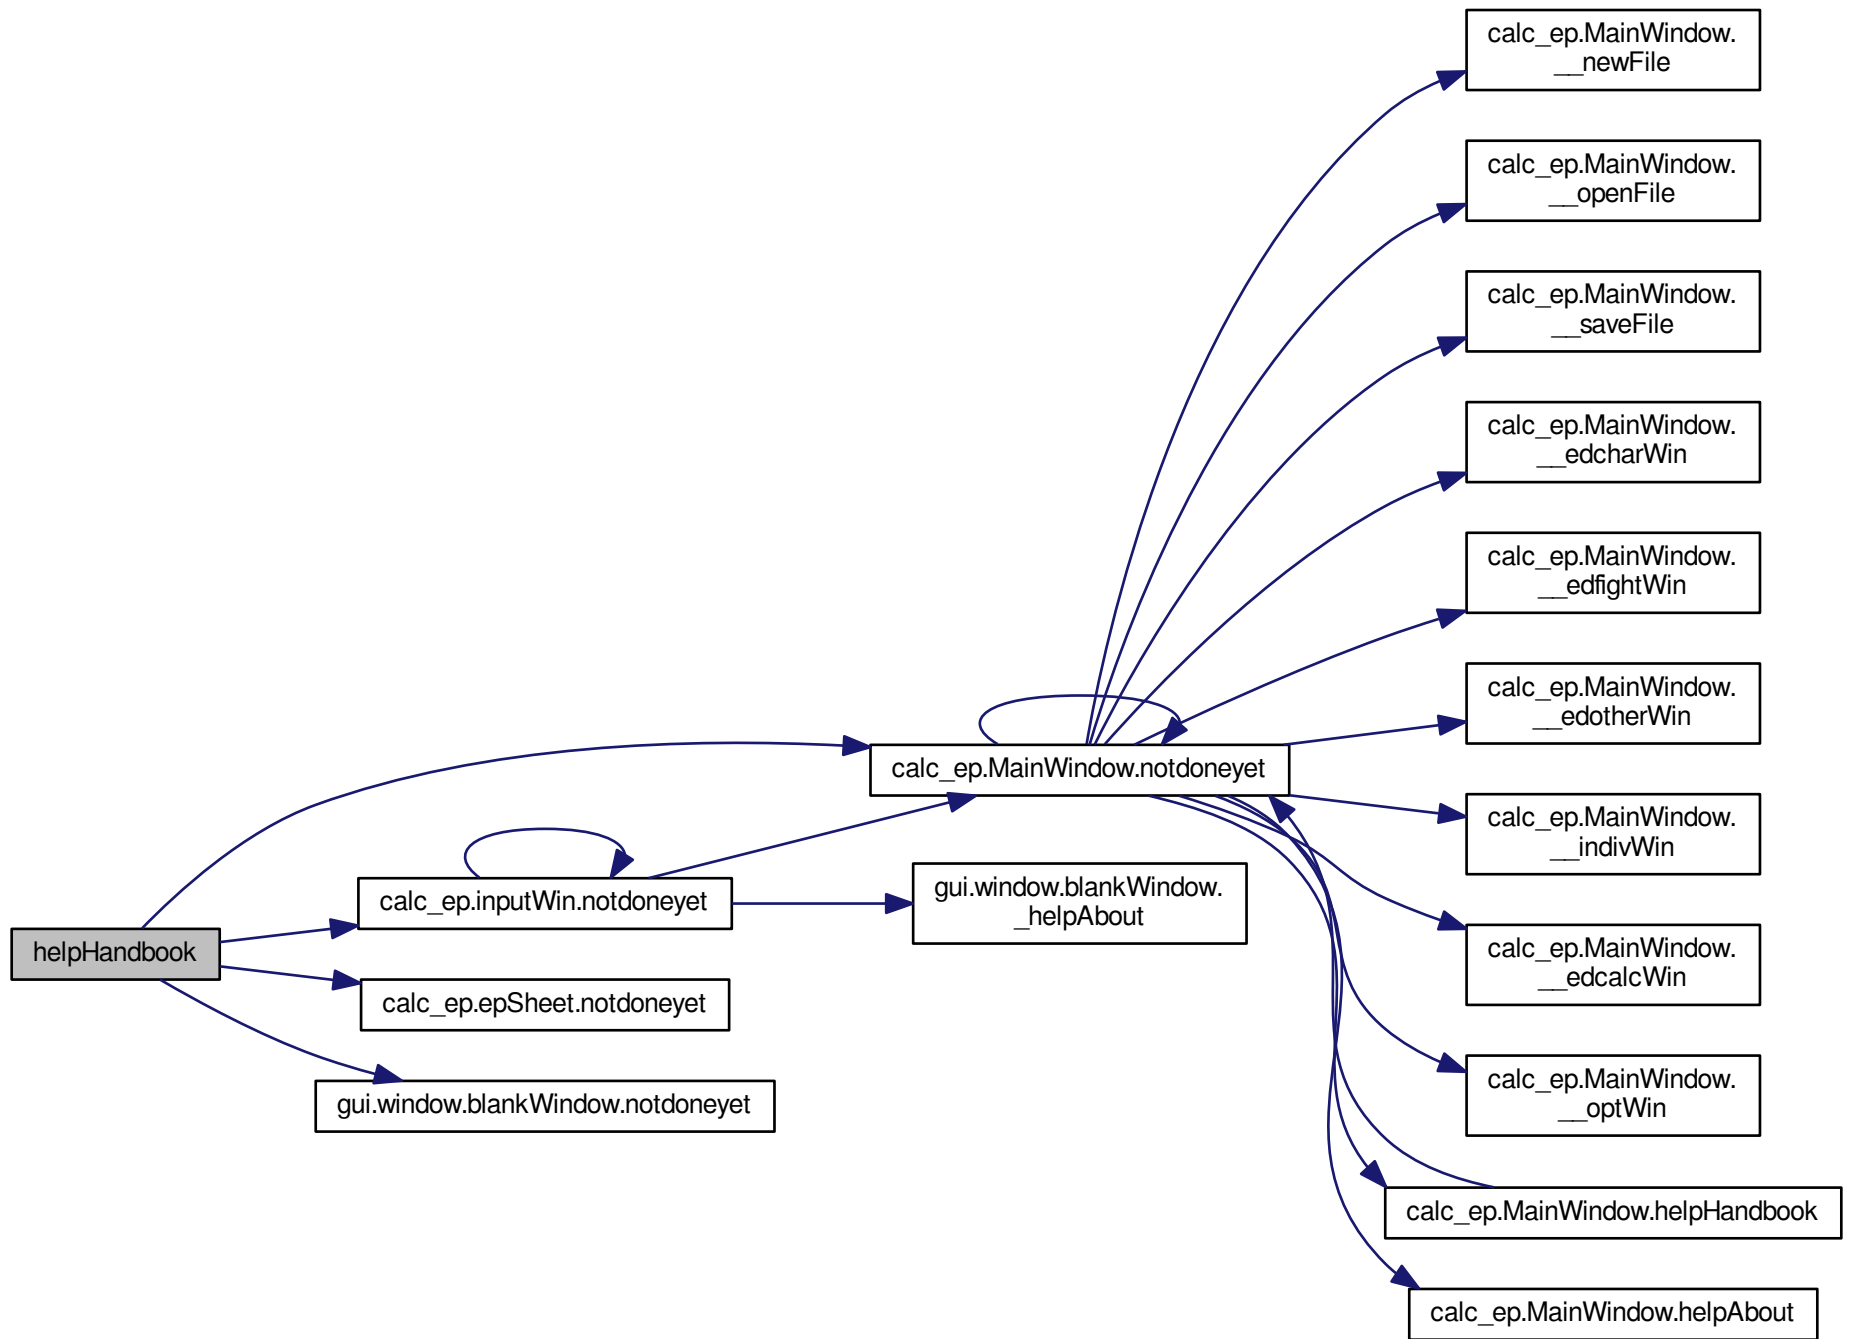 calc_ep.MainWindow.
__newFile
calc_ep.MainWindow.
__openFile
calc_ep.MainWindow.
__saveFile
calc_ep.MainWindow.
__edcharWin
calc_ep.MainWindow.
__edfightWin
calc_ep.MainWindow.
__edotherWin
calc_ep.MainWindow.notdoneyet
calc_ep.MainWindow.
__indivWin
calc_ep.inputWin.notdoneyet
gui.window.blankWindow.
_helpAbout
helpHandbook
calc_ep.MainWindow.
__edcalcWin
calc_ep.epSheet.notdoneyet
gui.window.blankWindow.notdoneyet
calc_ep.MainWindow.
__optWin
calc_ep.MainWindow.helpHandbook
calc_ep.MainWindow.helpAbout